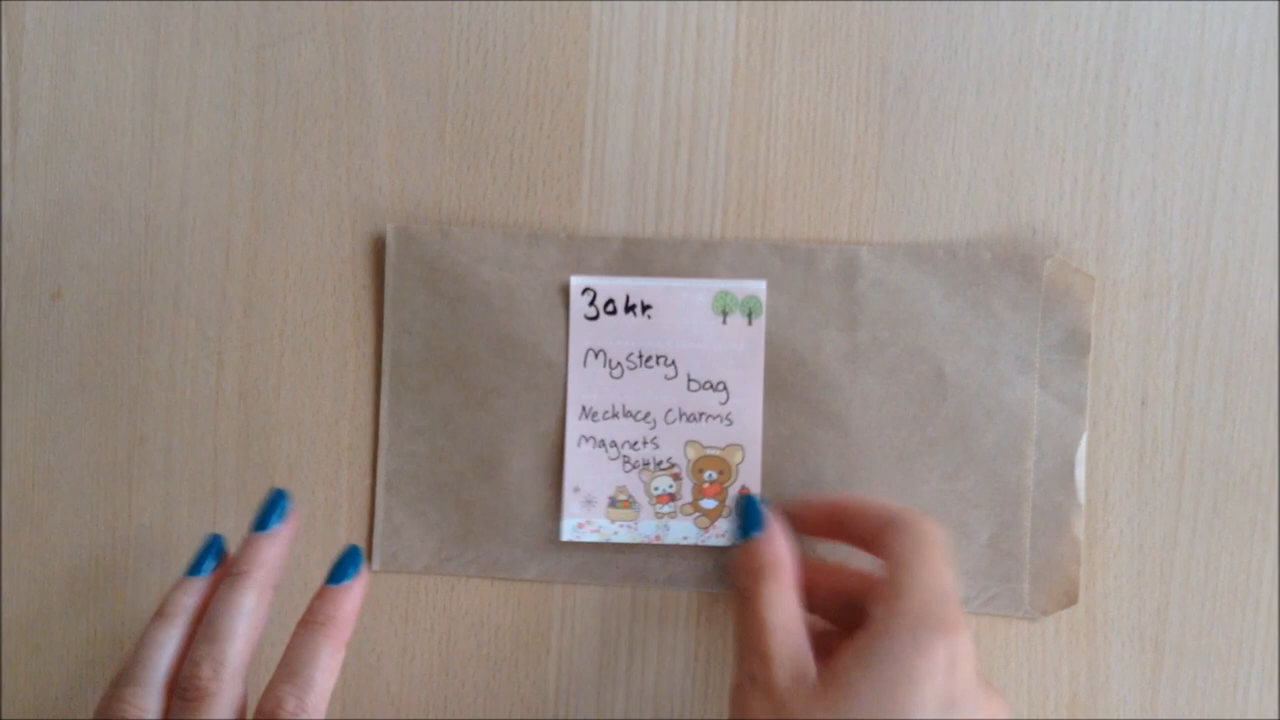 30kr.
Mystery
bag
Necklace, Charms
Magnets
Bottles